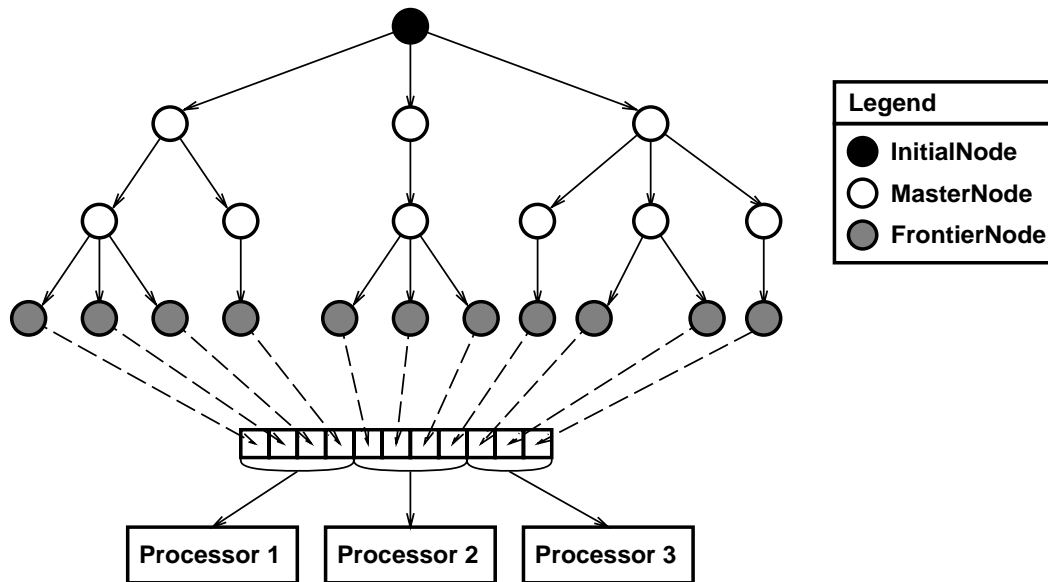 Legend
InitialNode
MasterNode
FrontierNode
Processor 1
Processor 2
Processor 3